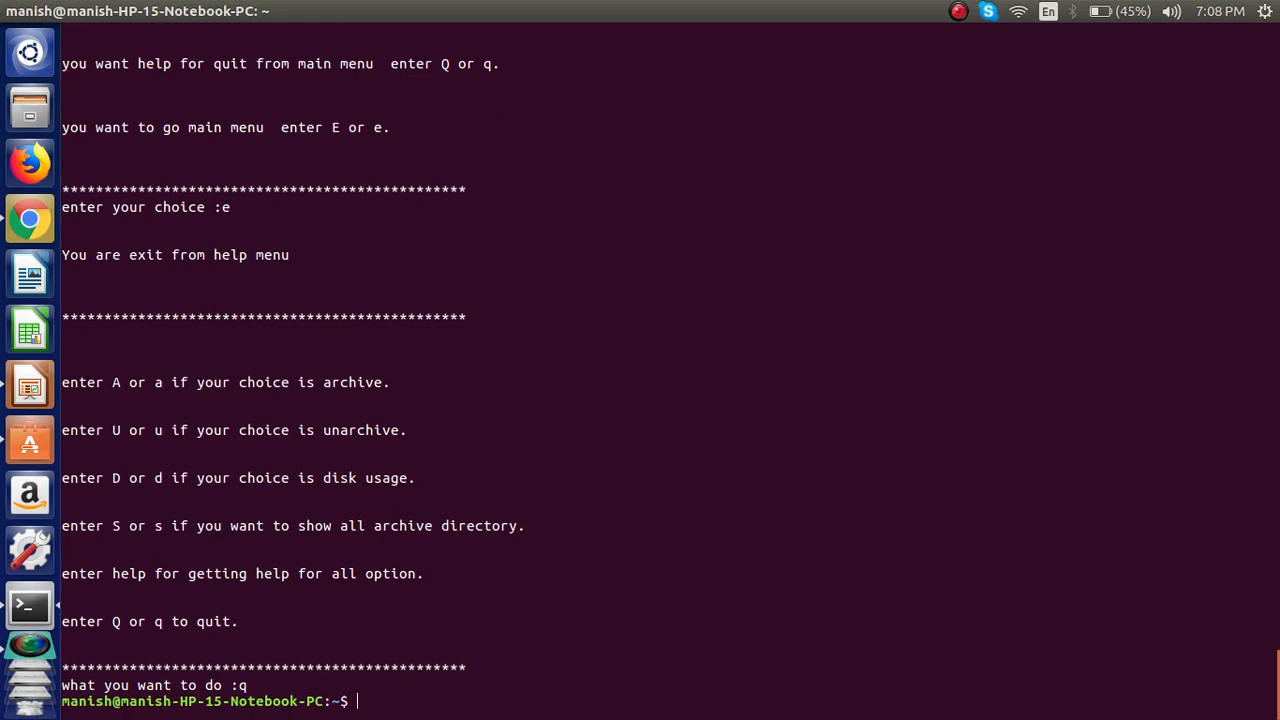 manish@manish-HP-15-Notebook-PC: ~
En
(45%)
7:08 PM
you want help for quit from main menu  enter Q or q.
you want to go main menu  enter E or e.
************************************************
enter your choice :e
You are exit from help menu
************************************************
enter A or a if your choice is archive.
enter U or u if your choice is unarchive.
enter D or d if your choice is disk usage.
enter S or s if you want to show all archive directory.
enter help for getting help for all option.
enter Q or q to quit.
************************************************
what you want to do :q
manish@manish-HP-15-Notebook-PC:~$